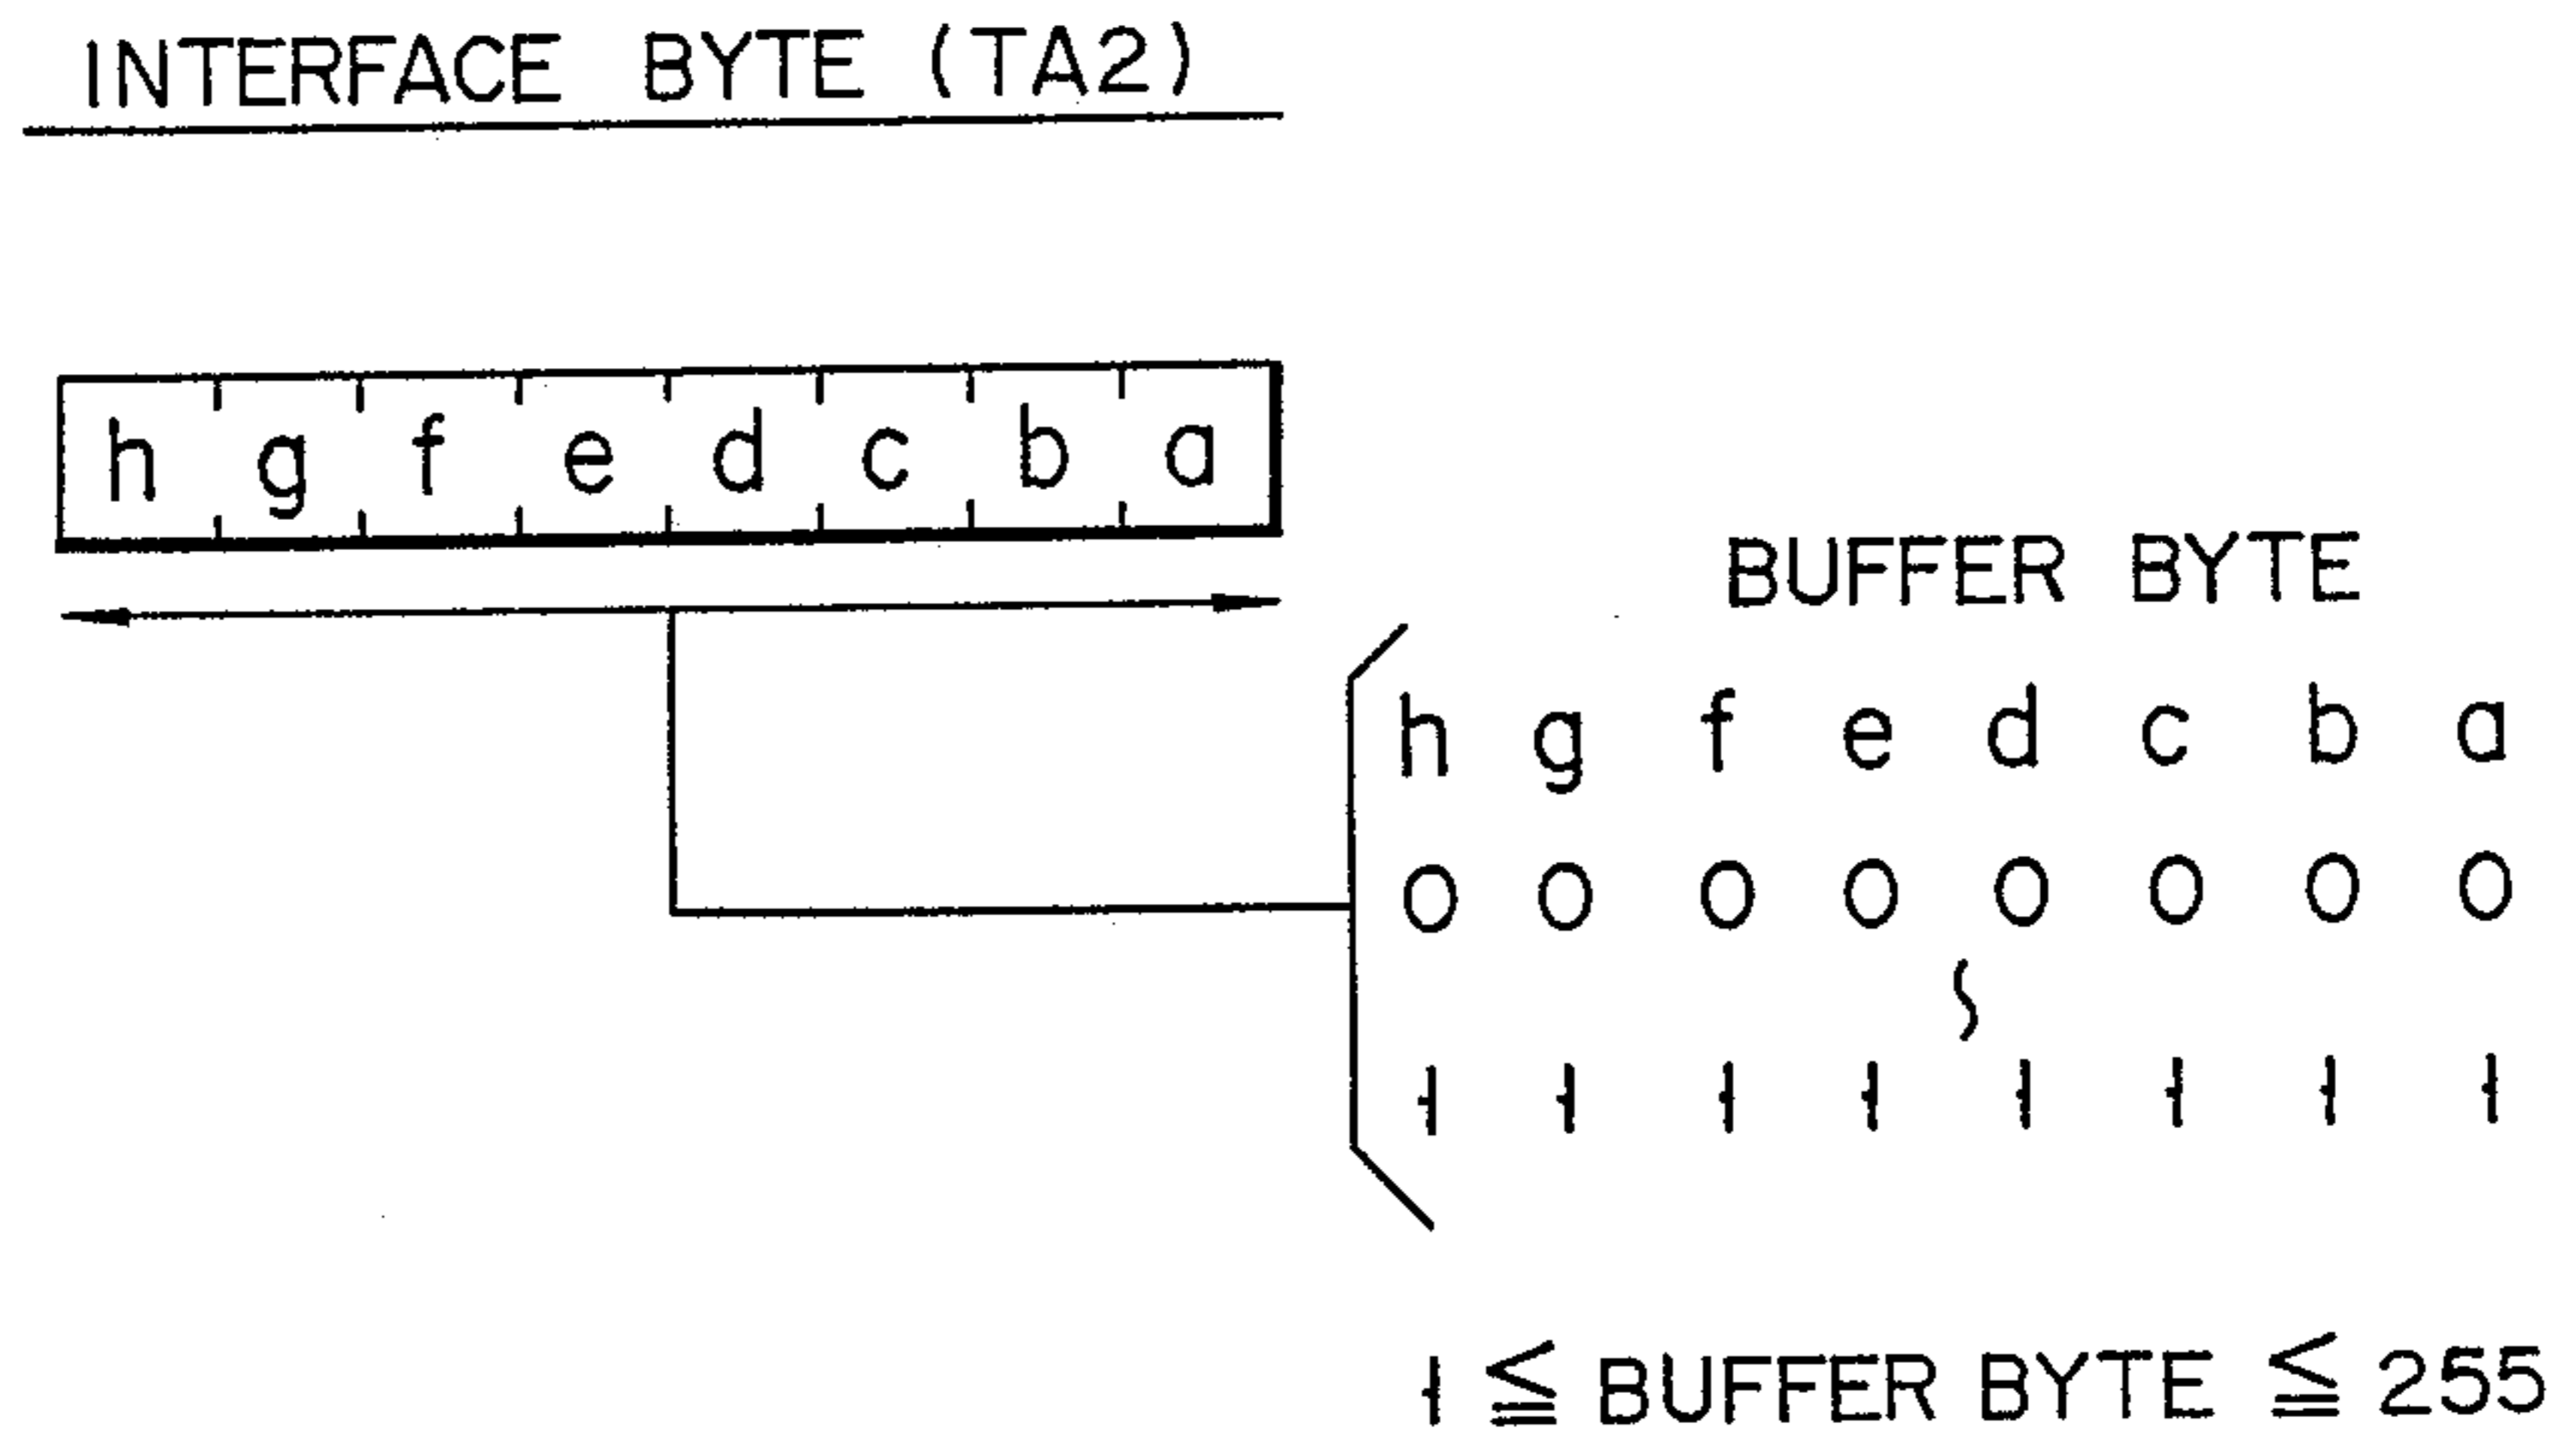 INTERFACE BYTE (TA2)
h g f e d c b a
BUFFER BYTE
h g f e d c b a
0 0 0 0 0 0 0 0
~
1 1 1 1 1 1 1 1
1 ≦ BUFFER BYTE ≦ 255